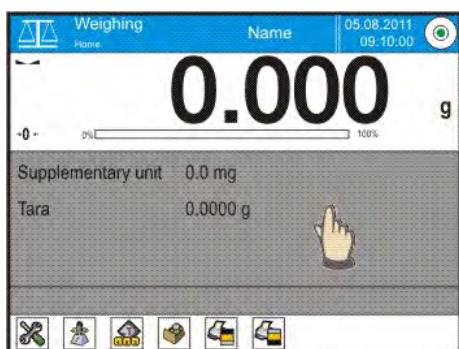 Weighing
Home
Name
05.08.2011
09:10:00
0.000
g
→0←
0%
100%
Supplementary unit 0.0 mg
Tara 0.0000 g